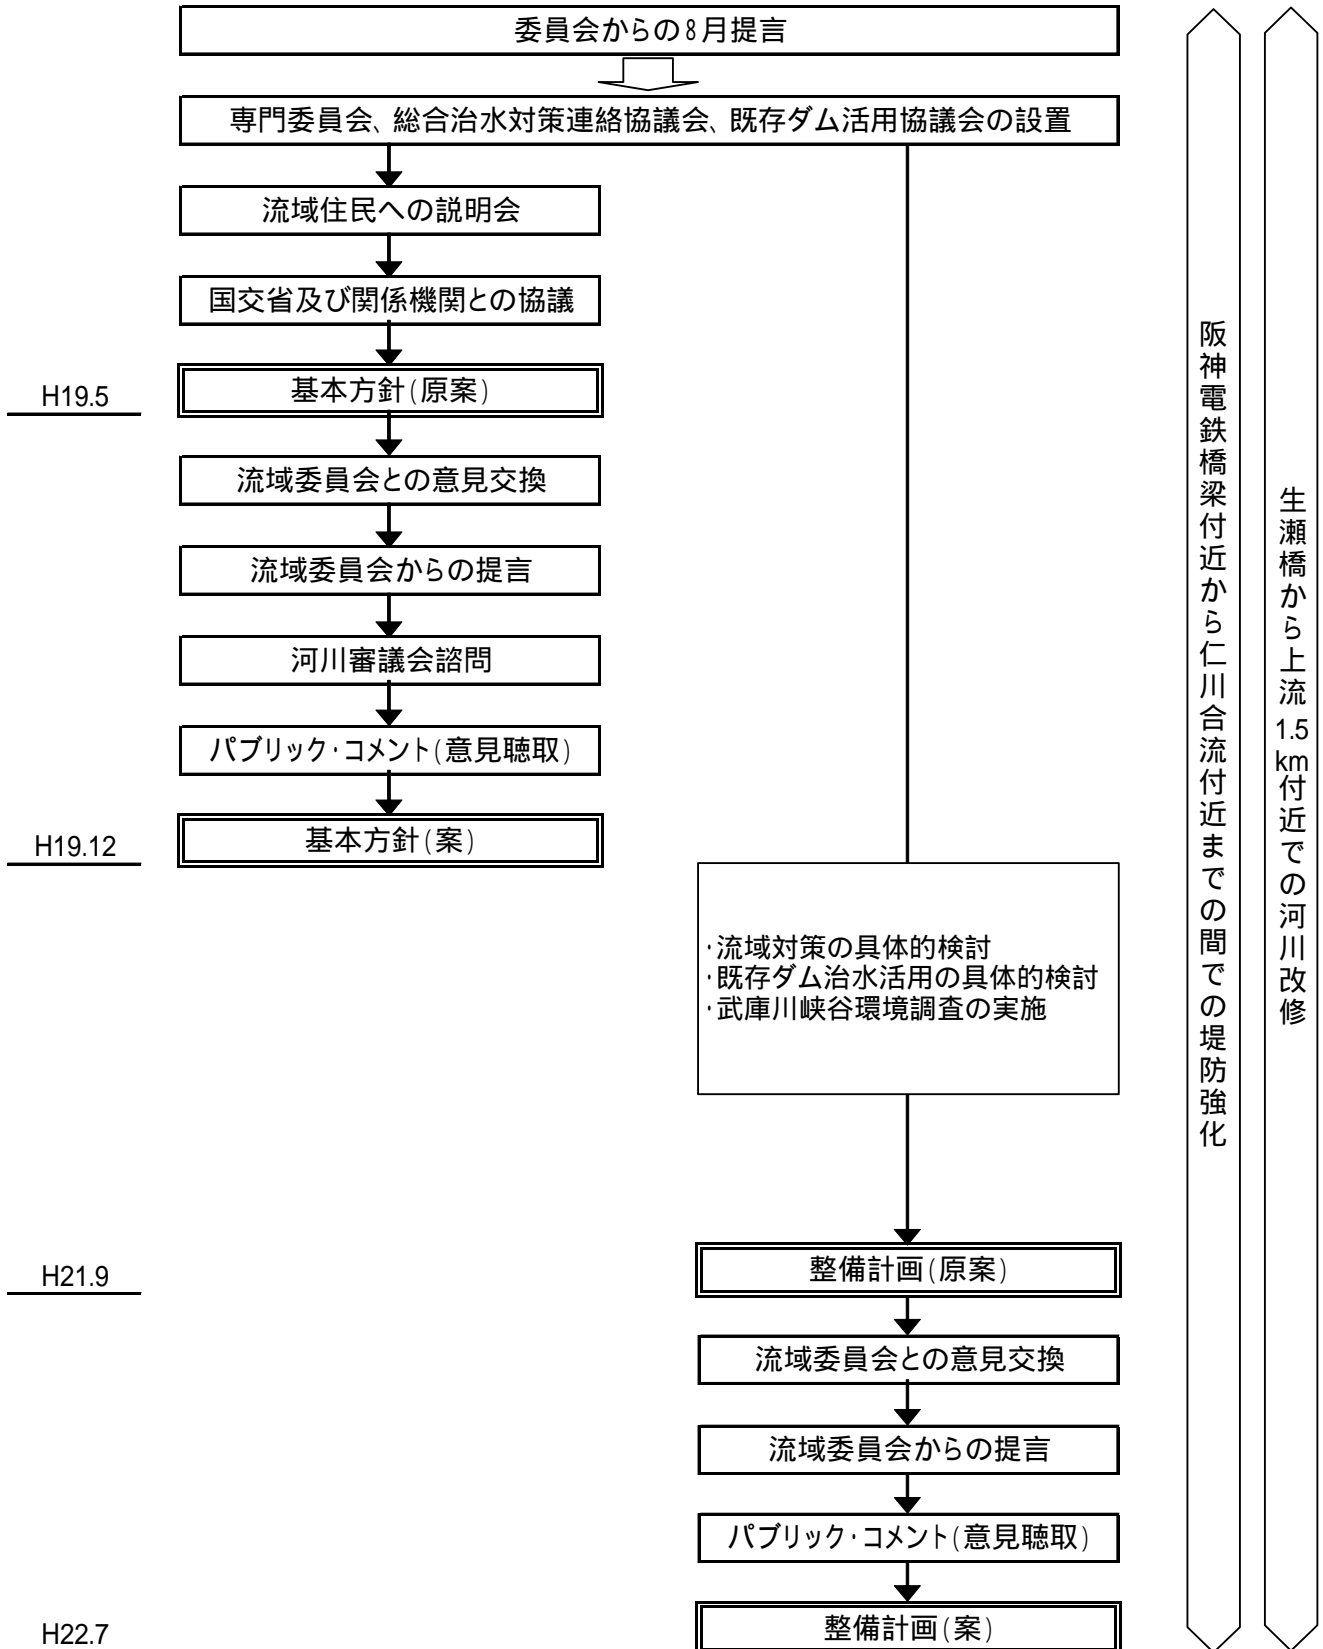 委員会からの8月提言
専門委員会、総合治水対策連絡協議会、既存ダム活用協議会の設置
流域住民への説明会
国交省及び関係機関との協議
H19.5
基本方針(原案)
流域委員会との意見交換
流域委員会からの提言
河川審議会諮問
パブリック・コメント(意見聴取)
H19.12
基本方針(案)
・流域対策の具体的検討
・既存ダム治水活用の具体的検討
・武庫川峡谷環境調査の実施
H21.9
整備計画(原案)
流域委員会との意見交換
流域委員会からの提言
パブリック・コメント(意見聴取)
H22.7
整備計画(案)
阪神電鉄橋梁付近から仁川合流付近までの間での堤防強化
生瀬橋から上流1.5km付近での河川改修